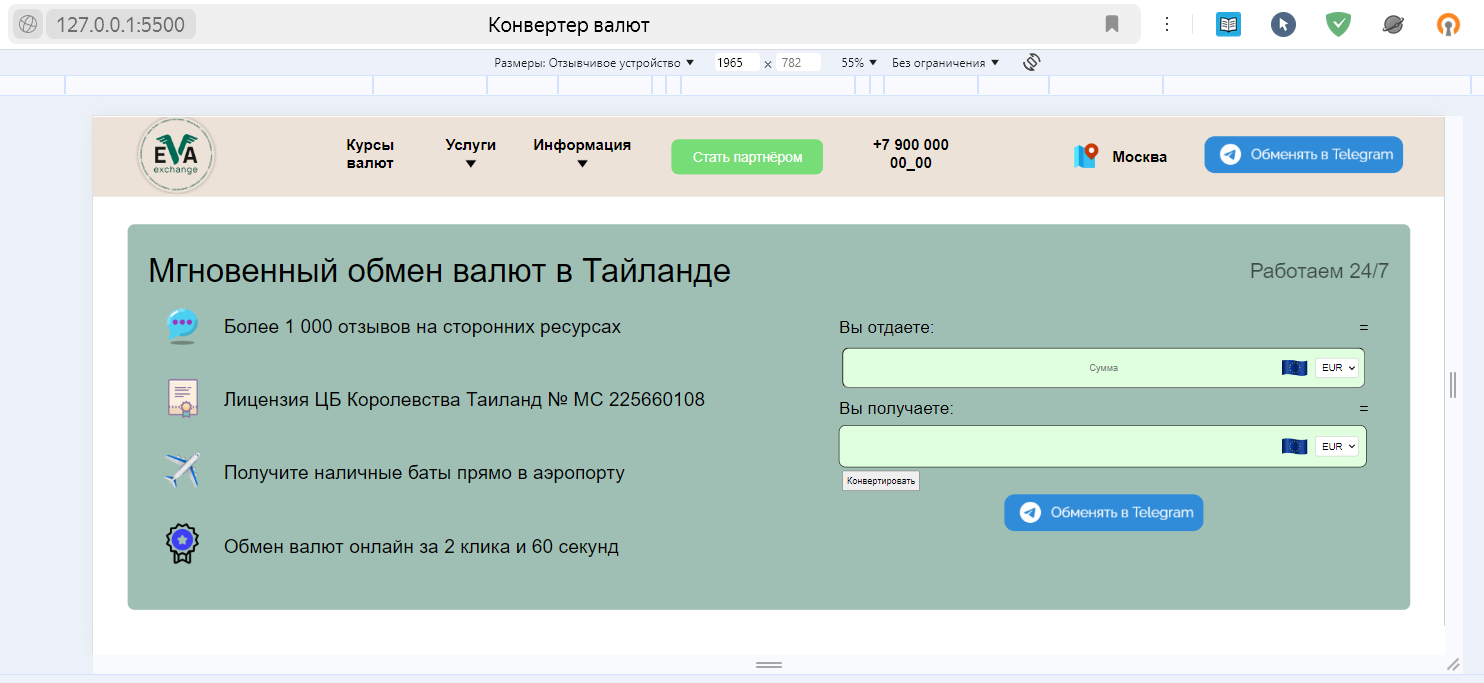 127.0.0.1:5500
Конвертер валют
Размеры: Отзывчивое устройство ▼ 1965 × 782 55% ▼ Без ограничения ▼
EVA
exchange
Курсы
валют
Услуги
▼
Информация
▼
Стать партнёром
+7 900 000
00_00
Москва
Обменять в Telegram
Мгновенный обмен валют в Тайланде
Работаем 24/7
Более 1 000 отзывов на сторонних ресурсах
Лицензия ЦБ Королевства Таиланд № МС 225660108
Получите наличные баты прямо в аэропорту
Обмен валют онлайн за 2 клика и 60 секунд
Вы отдаете: =
Сумма EUR
Вы получаете: =
EUR
Конвертировать
Обменять в Telegram